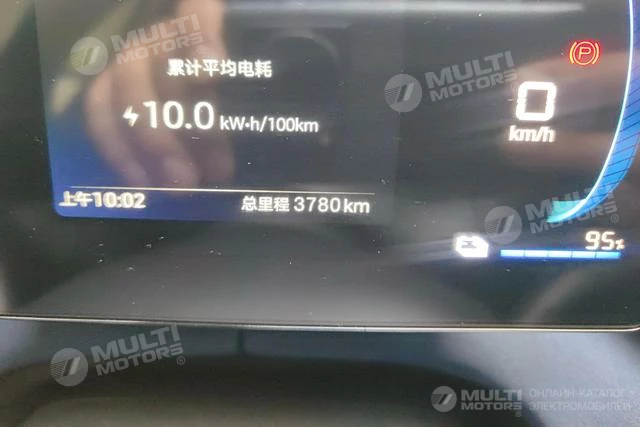 MULTI MOTORS
MULTI MOTORS
累计平均电耗
10.0 kW·h/100km
P
0
km/h
上午10:02
总里程 3780 km
MULTI MOTORS
95%
MULTI MOTORS
MULTI MOTORS
ОНЛАЙН-КАТАЛОГ
ЭЛЕКТРОМОБИЛЕЙ